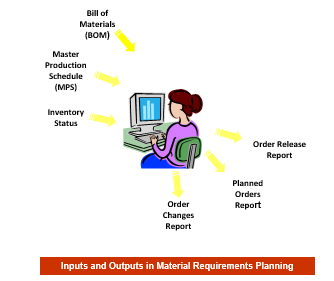 Bill of
Materials
(BOM)
Master
Production
Schedule
(MPS)
Inventory
Status
Order Release
Report
Planned
Orders
Report
Order
Changes
Report
Inputs and Outputs in Material Requirements Planning